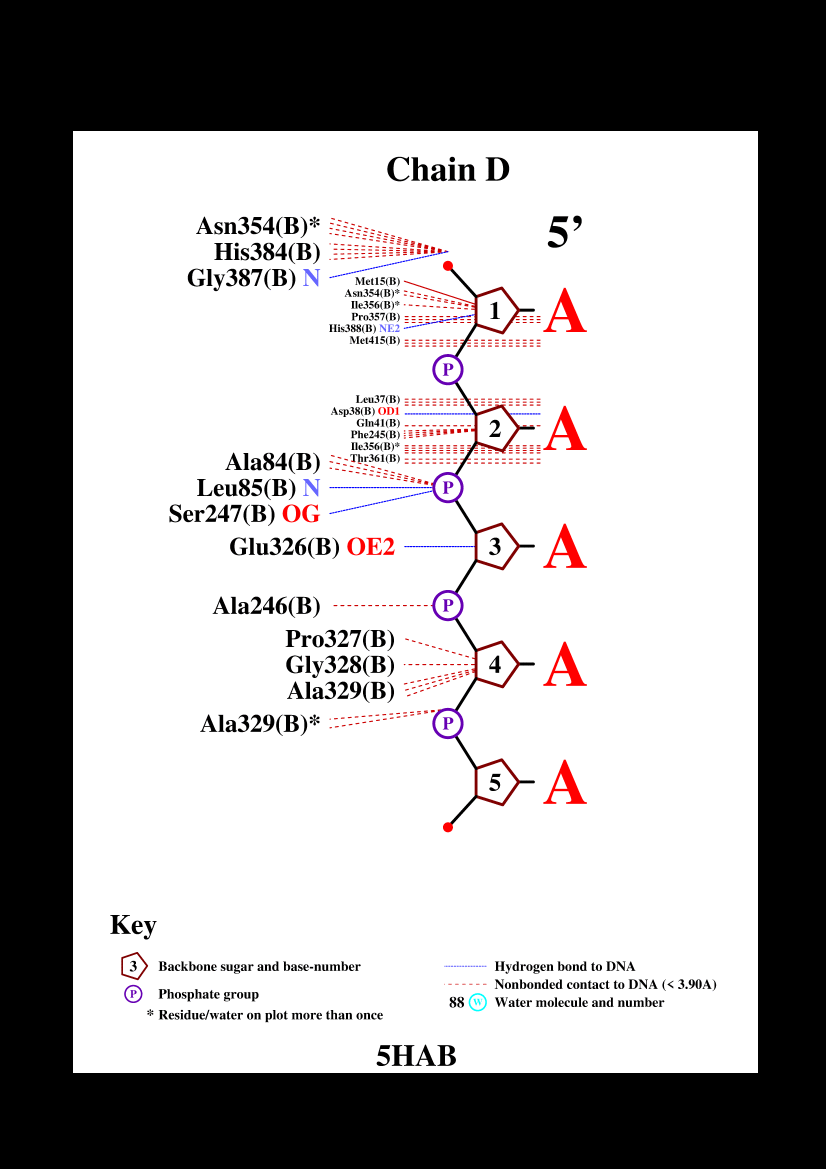 Chain D
5’
Asn354(B)*
His384(B)
Gly387(B) N
Met15(B)
Asn354(B)*
Ile356(B)*
Pro357(B)
His388(B) NE2
Met415(B)
1
A
P
Leu37(B)
Asp38(B) OD1
Gln41(B)
Phe245(B)
Ile356(B)*
Thr361(B)
2
A
Ala84(B)
Leu85(B) N
Ser247(B) OG
P
Glu326(B) OE2
3
A
Ala246(B)
P
Pro327(B)
Gly328(B)
Ala329(B)
4
A
Ala329(B)*
P
5
A
Key
3 Backbone sugar and base-number
P Phosphate group
* Residue/water on plot more than once
Hydrogen bond to DNA
Nonbonded contact to DNA (< 3.90A)
88 W Water molecule and number
5HAB